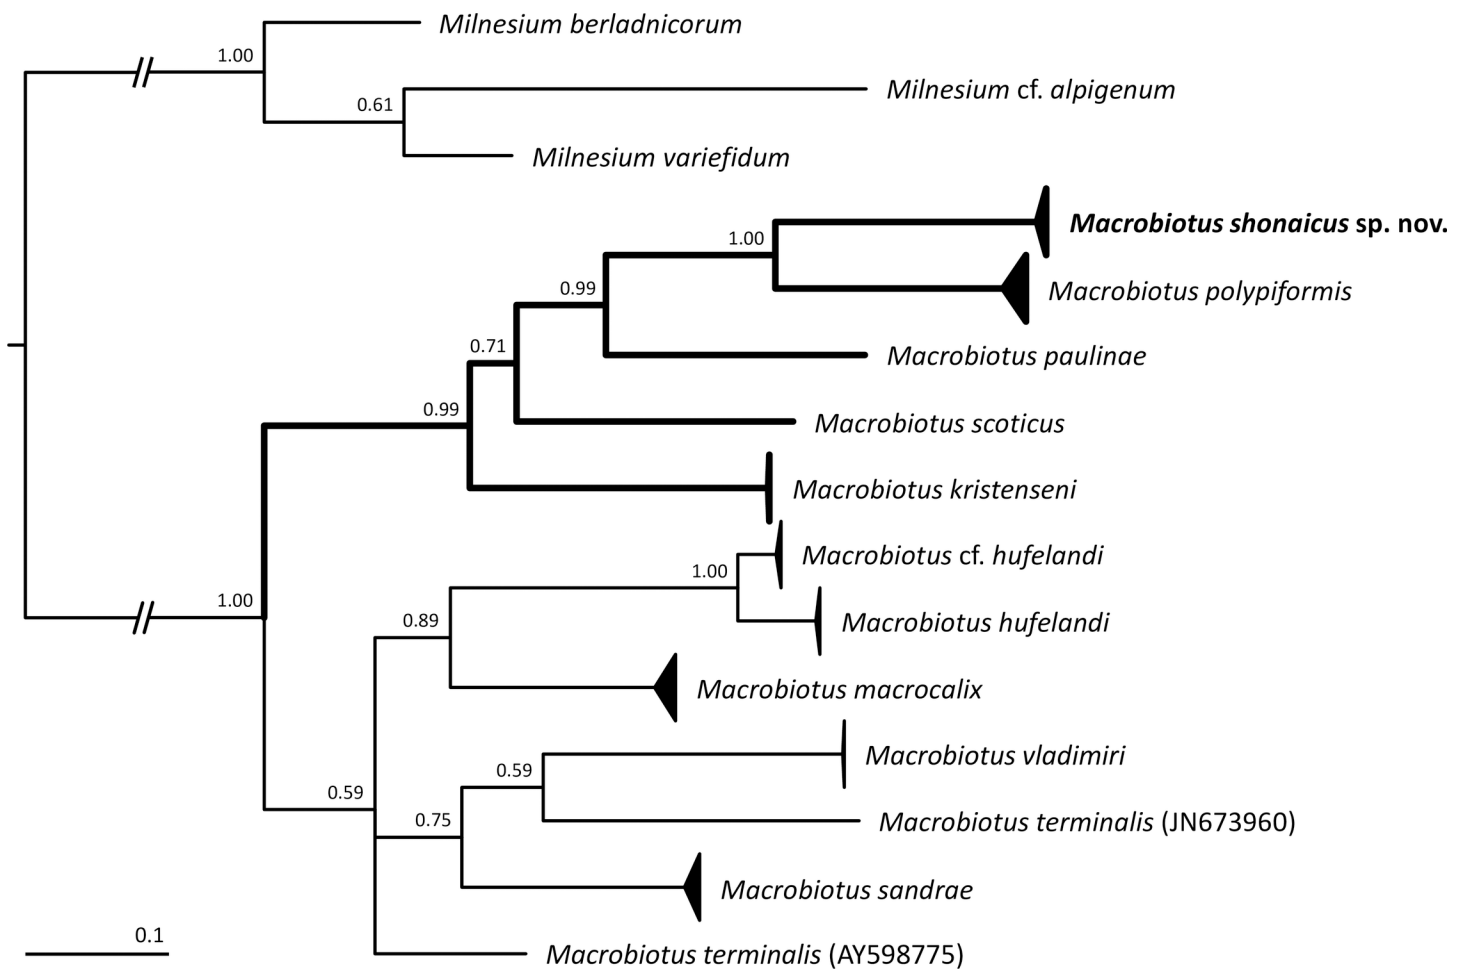 Milnesium berladnicorum
1.00
Milnesium cf. alpigenum
0.61
Milnesium variefidum
Macrobiotus shonaicus sp. nov.
1.00
Macrobiotus polypiformis
0.99
Macrobiotus paulinae
0.71
0.99
Macrobiotus scoticus
Macrobiotus kristenseni
Macrobiotus cf. hufelandi
1.00
1.00
0.89
Macrobiotus hufelandi
Macrobiotus macrocalix
Macrobiotus vladimiri
0.59
0.59
0.75
Macrobiotus terminalis (JN673960)
Macrobiotus sandrae
0.1
Macrobiotus terminalis (AY598775)